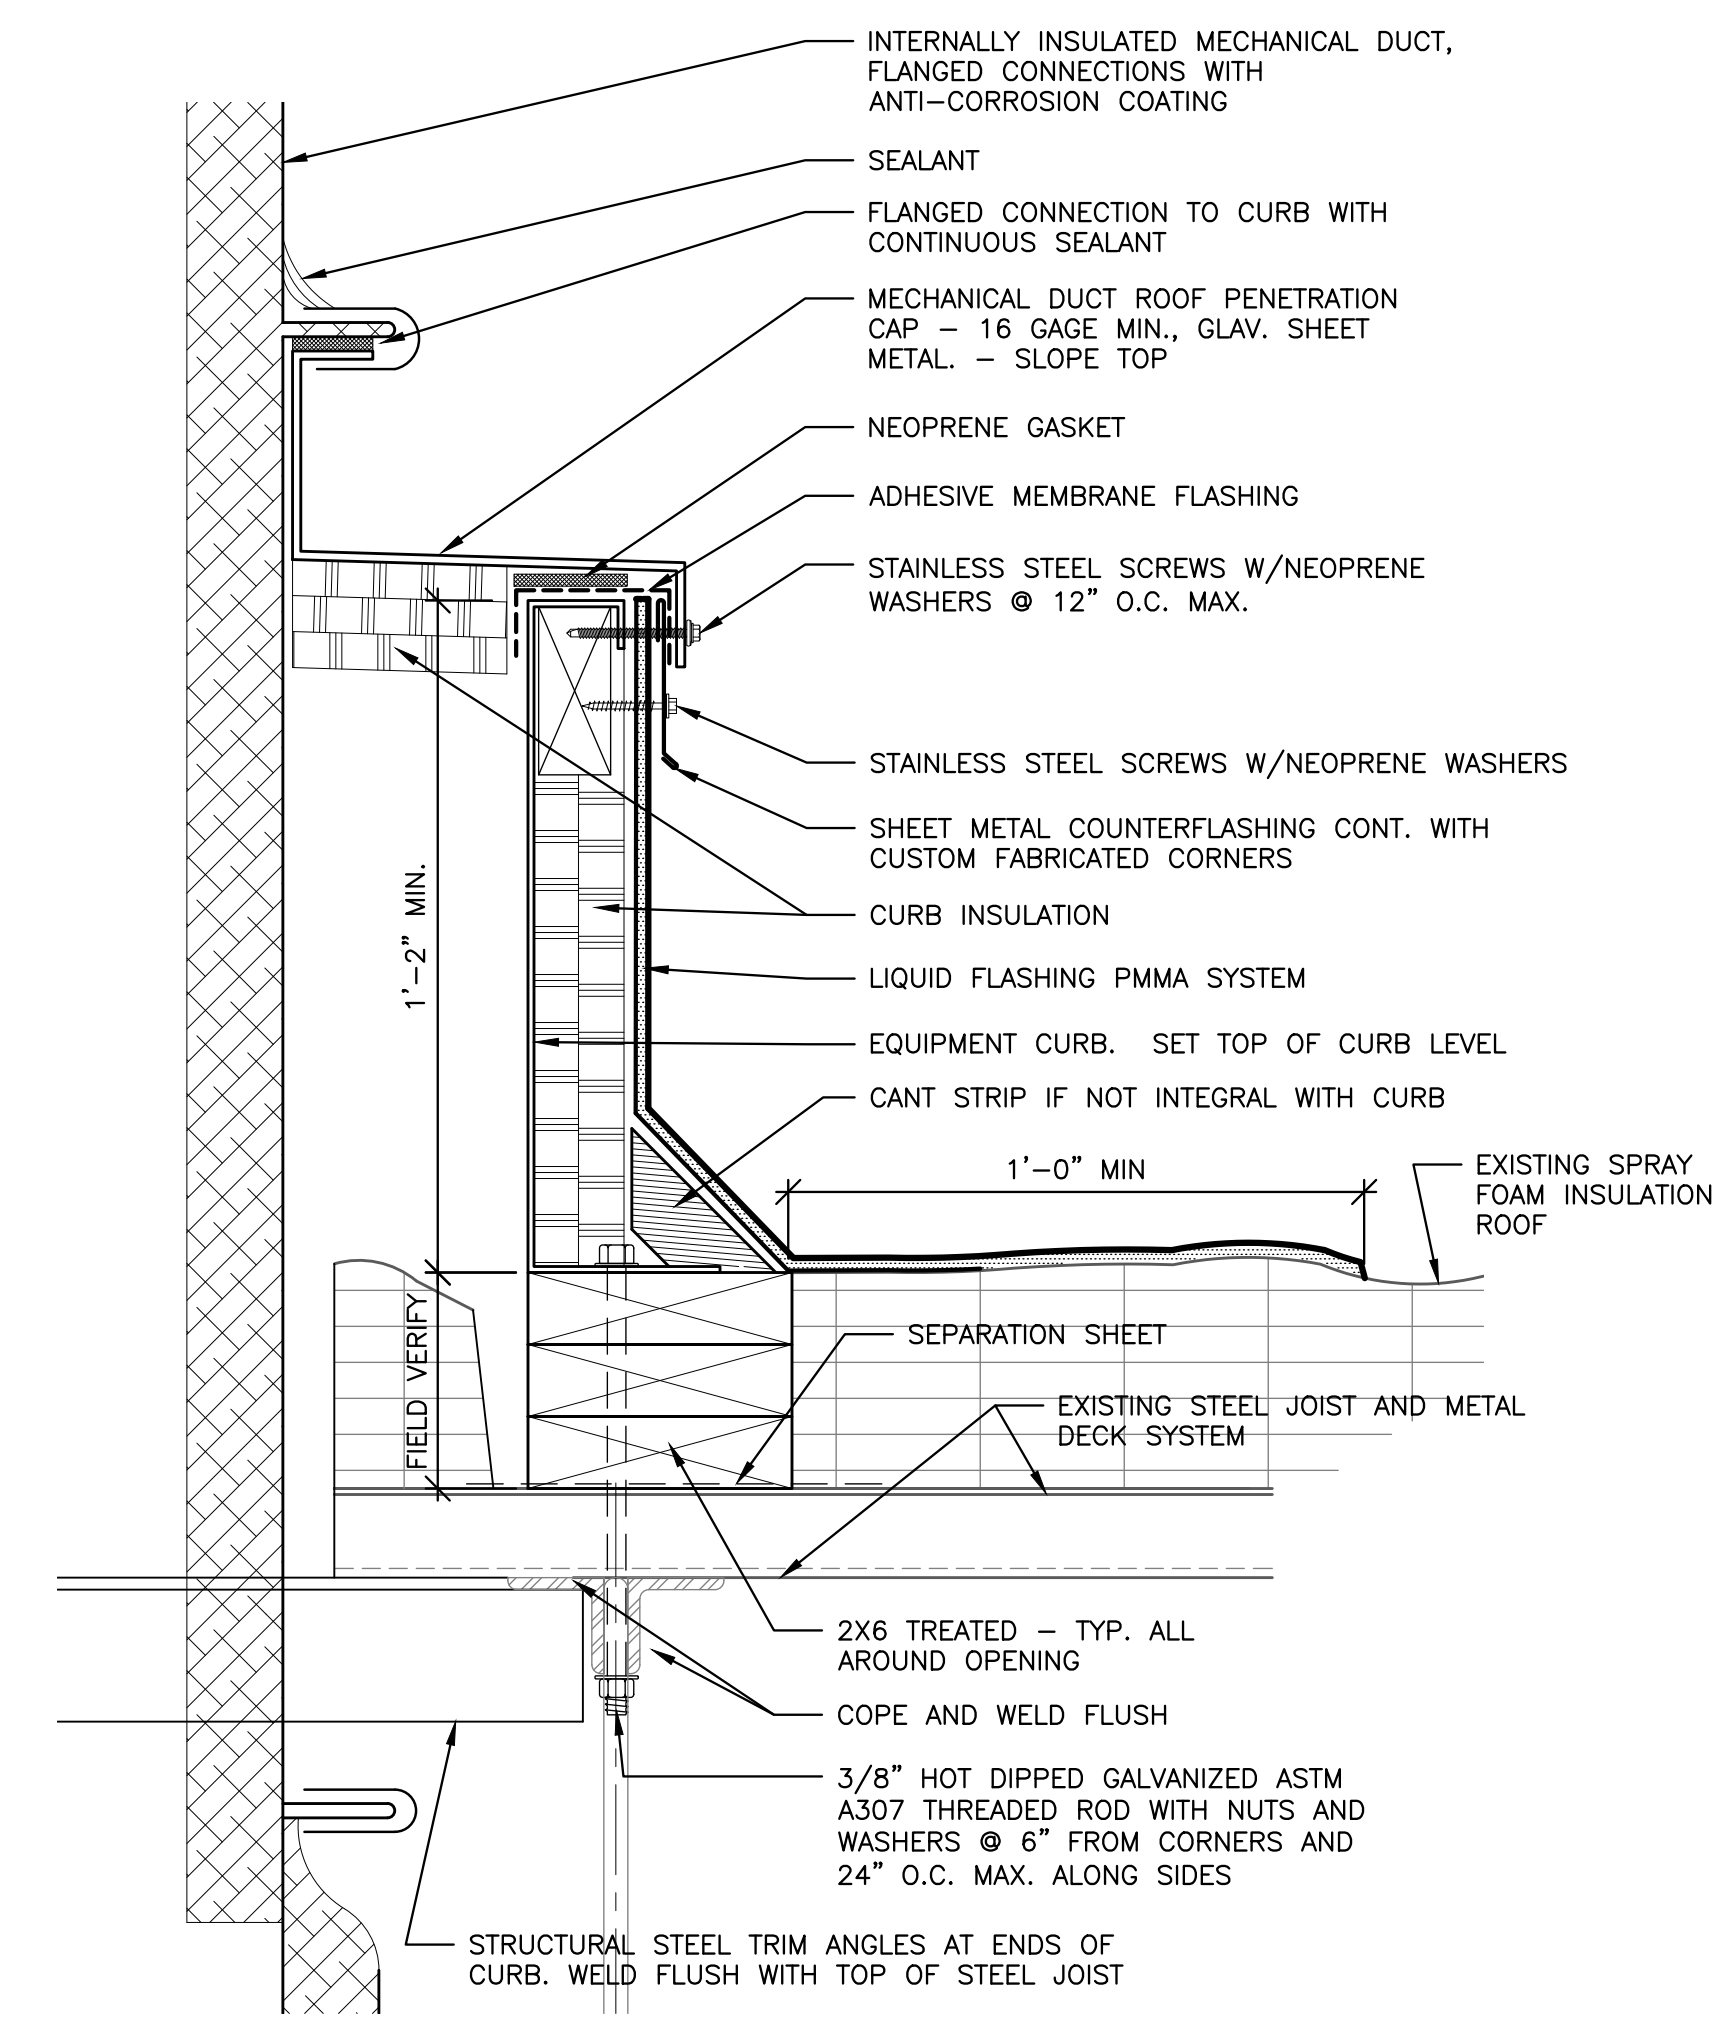 INTERNALLY INSULATED MECHANICAL DUCT,
FLANGED CONNECTIONS WITH
ANTI-CORROSION COATING
SEALANT
FLANGED CONNECTION TO CURB WITH
CONTINUOUS SEALANT
MECHANICAL DUCT ROOF PENETRATION
CAP - 16 GAGE MIN., GLAV. SHEET
METAL. - SLOPE TOP
NEOPRENE GASKET
ADHESIVE MEMBRANE FLASHING
STAINLESS STEEL SCREWS W/NEOPRENE
WASHERS @ 12" O.C. MAX.
STAINLESS STEEL SCREWS W/NEOPRENE WASHERS
SHEET METAL COUNTERFLASHING CONT. WITH
CUSTOM FABRICATED CORNERS
CURB INSULATION
1'-2" MIN.
LIQUID FLASHING PMMA SYSTEM
EQUIPMENT CURB. SET TOP OF CURB LEVEL
CANT STRIP IF NOT INTEGRAL WITH CURB
1'-0" MIN
EXISTING SPRAY
FOAM INSULATION
ROOF
FIELD VERIFY
SEPARATION SHEET
EXISTING STEEL JOIST AND METAL
DECK SYSTEM
2X6 TREATED - TYP. ALL
AROUND OPENING
COPE AND WELD FLUSH
3/8" HOT DIPPED GALVANIZED ASTM
A307 THREADED ROD WITH NUTS AND
WASHERS @ 6" FROM CORNERS AND
24" O.C. MAX. ALONG SIDES
STRUCTURAL STEEL TRIM ANGLES AT ENDS OF
CURB. WELD FLUSH WITH TOP OF STEEL JOIST